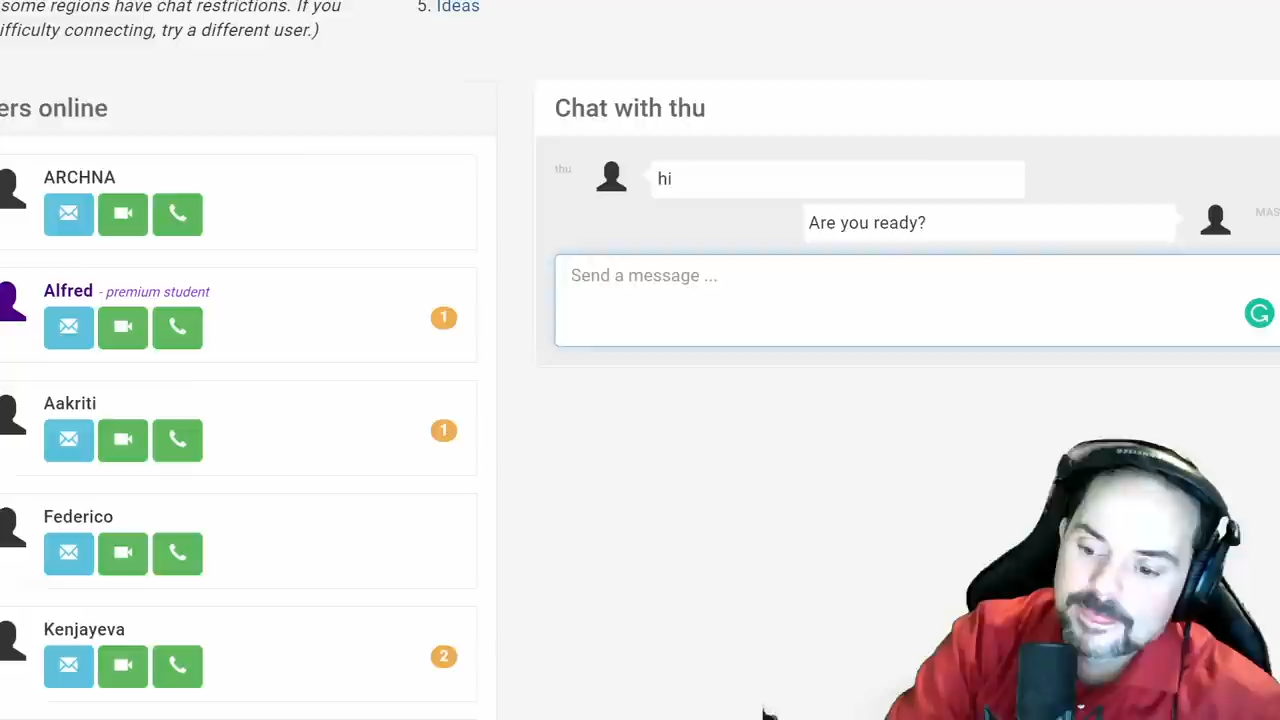 some regions have chat restrictions. If you
ifficulty connecting, try a different user.)
5. Ideas
ers online
ARCHNA
Alfred - premium student
1
Aakriti
1
Federico
Kenjayeva
2
Chat with thu
thu
hi
Are you ready?
MAS
Send a message ...